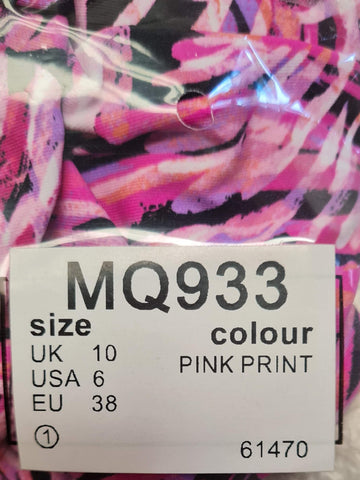 MQ933
size colour
UK 10 PINK PRINT
USA 6
EU 38
1 61470